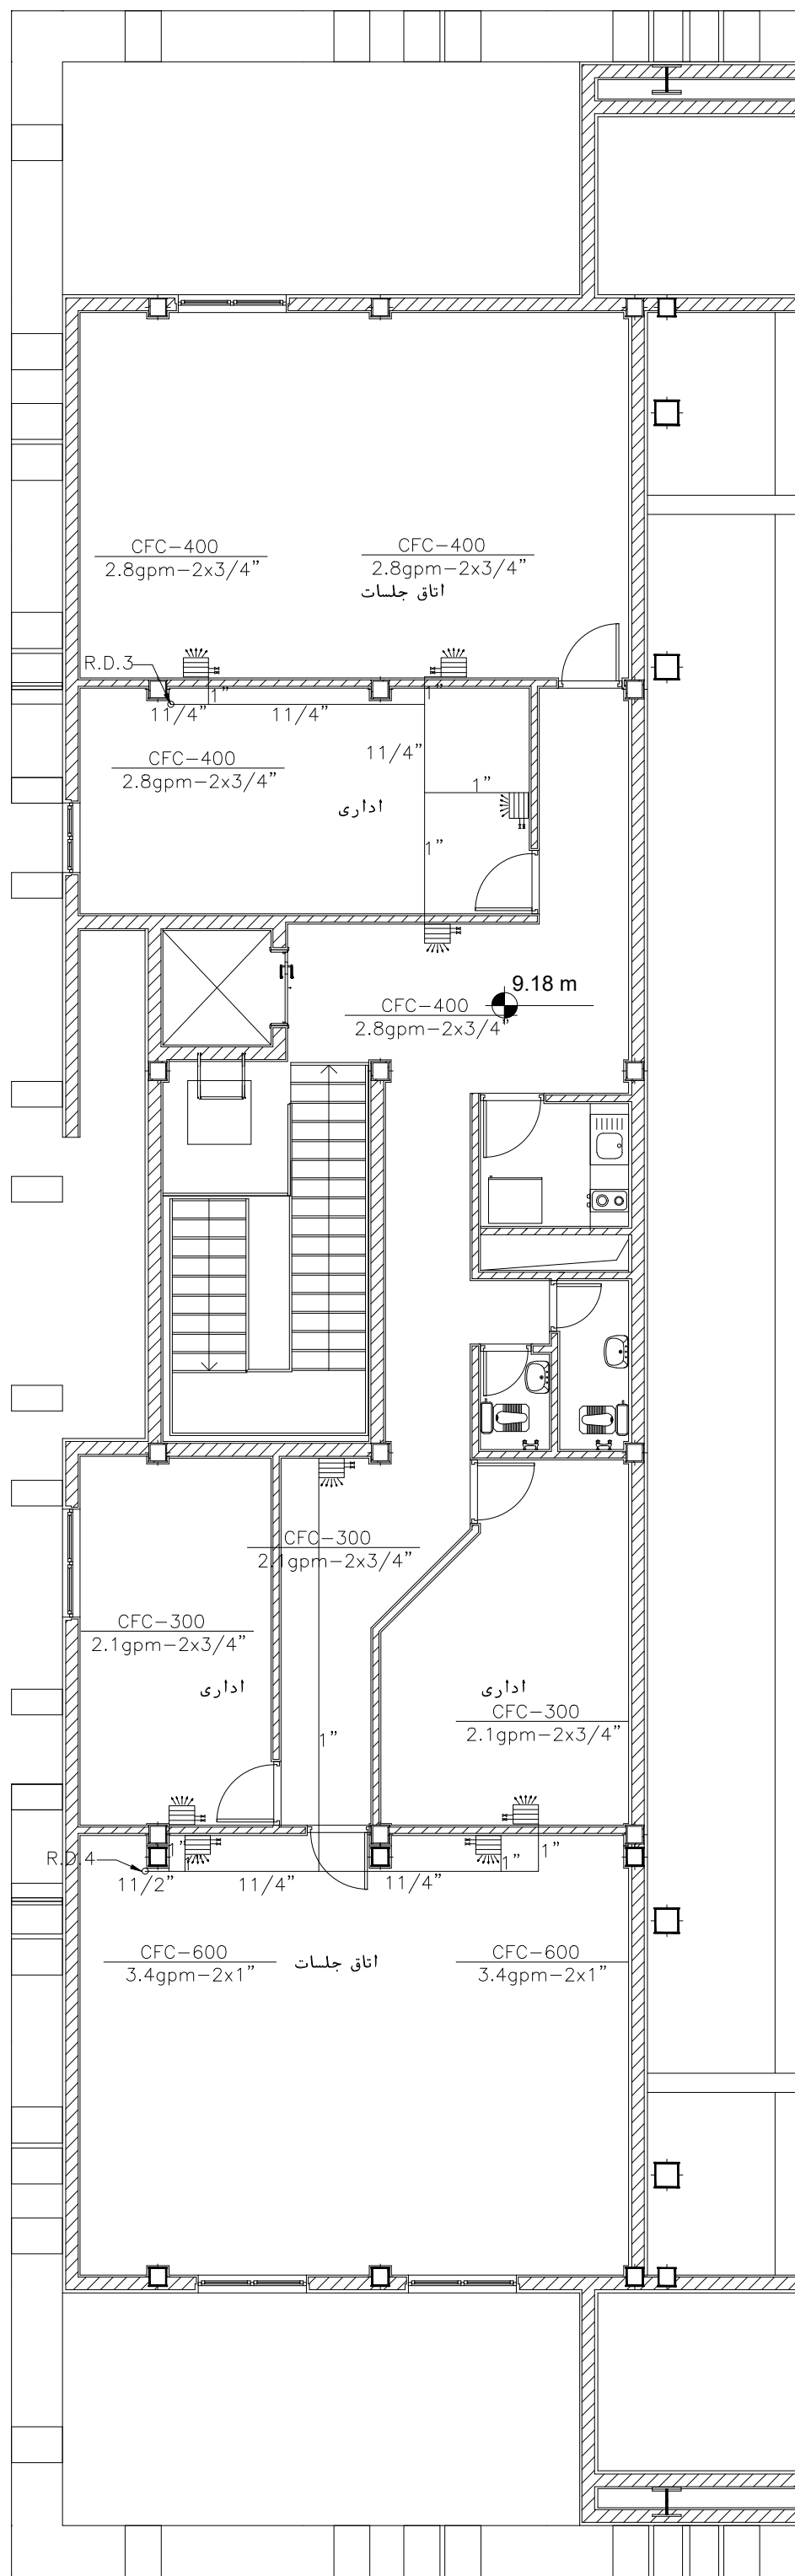 CFC-400
2.8gpm-2x3/4”
CFC-400
2.8gpm-2x3/4”
اتاق جلسات
R.D.3
1”
1”
11/4”
11/4”
11/4”
CFC-400
2.8gpm-2x3/4”
1”
اداری
1”
9.18 m
CFC-400
2.8gpm-2x3/4”
CFC-300
2.1gpm-2x3/4”
CFC-300
2.1gpm-2x3/4”
اداری
اداری
CFC-300
2.1gpm-2x3/4”
1”
1”
1”
1”
1”
R.D.4
11/2”
11/4”
11/4”
CFC-600
3.4gpm-2x1”
اتاق جلسات
CFC-600
3.4gpm-2x1”